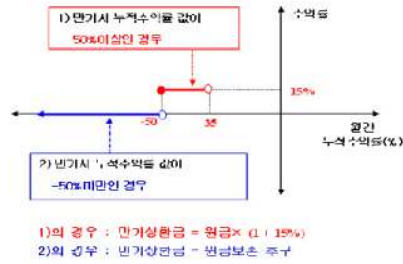 1) 만기시 누적수익률 값이
50%이상인 경우
수익률
15%
-50
35
월간
누적수익률(%)
2) 만기시 누적수익률 값이
-50%미만인 경우
1)의 경우 : 만기상환금 = 원금× (1+15%)
2)의 경우 : 만기상환금 = 원금보존 추구